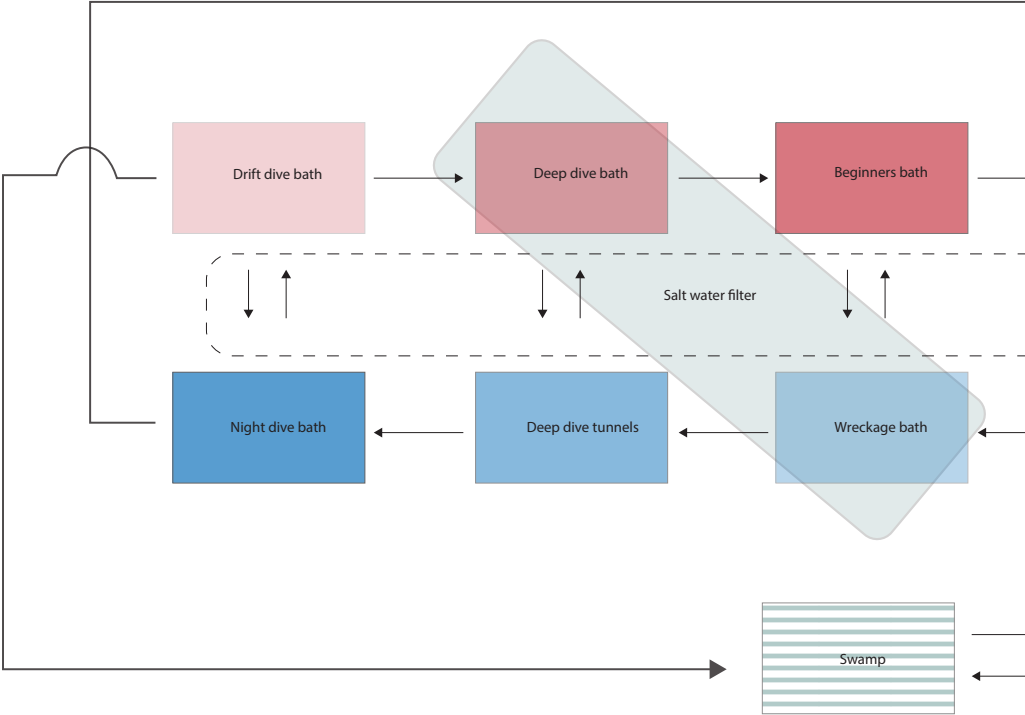 Drift dive bath
Deep dive bath
Beginners bath
Salt water filter
Night dive bath
Deep dive tunnels
Wreckage bath
Swamp